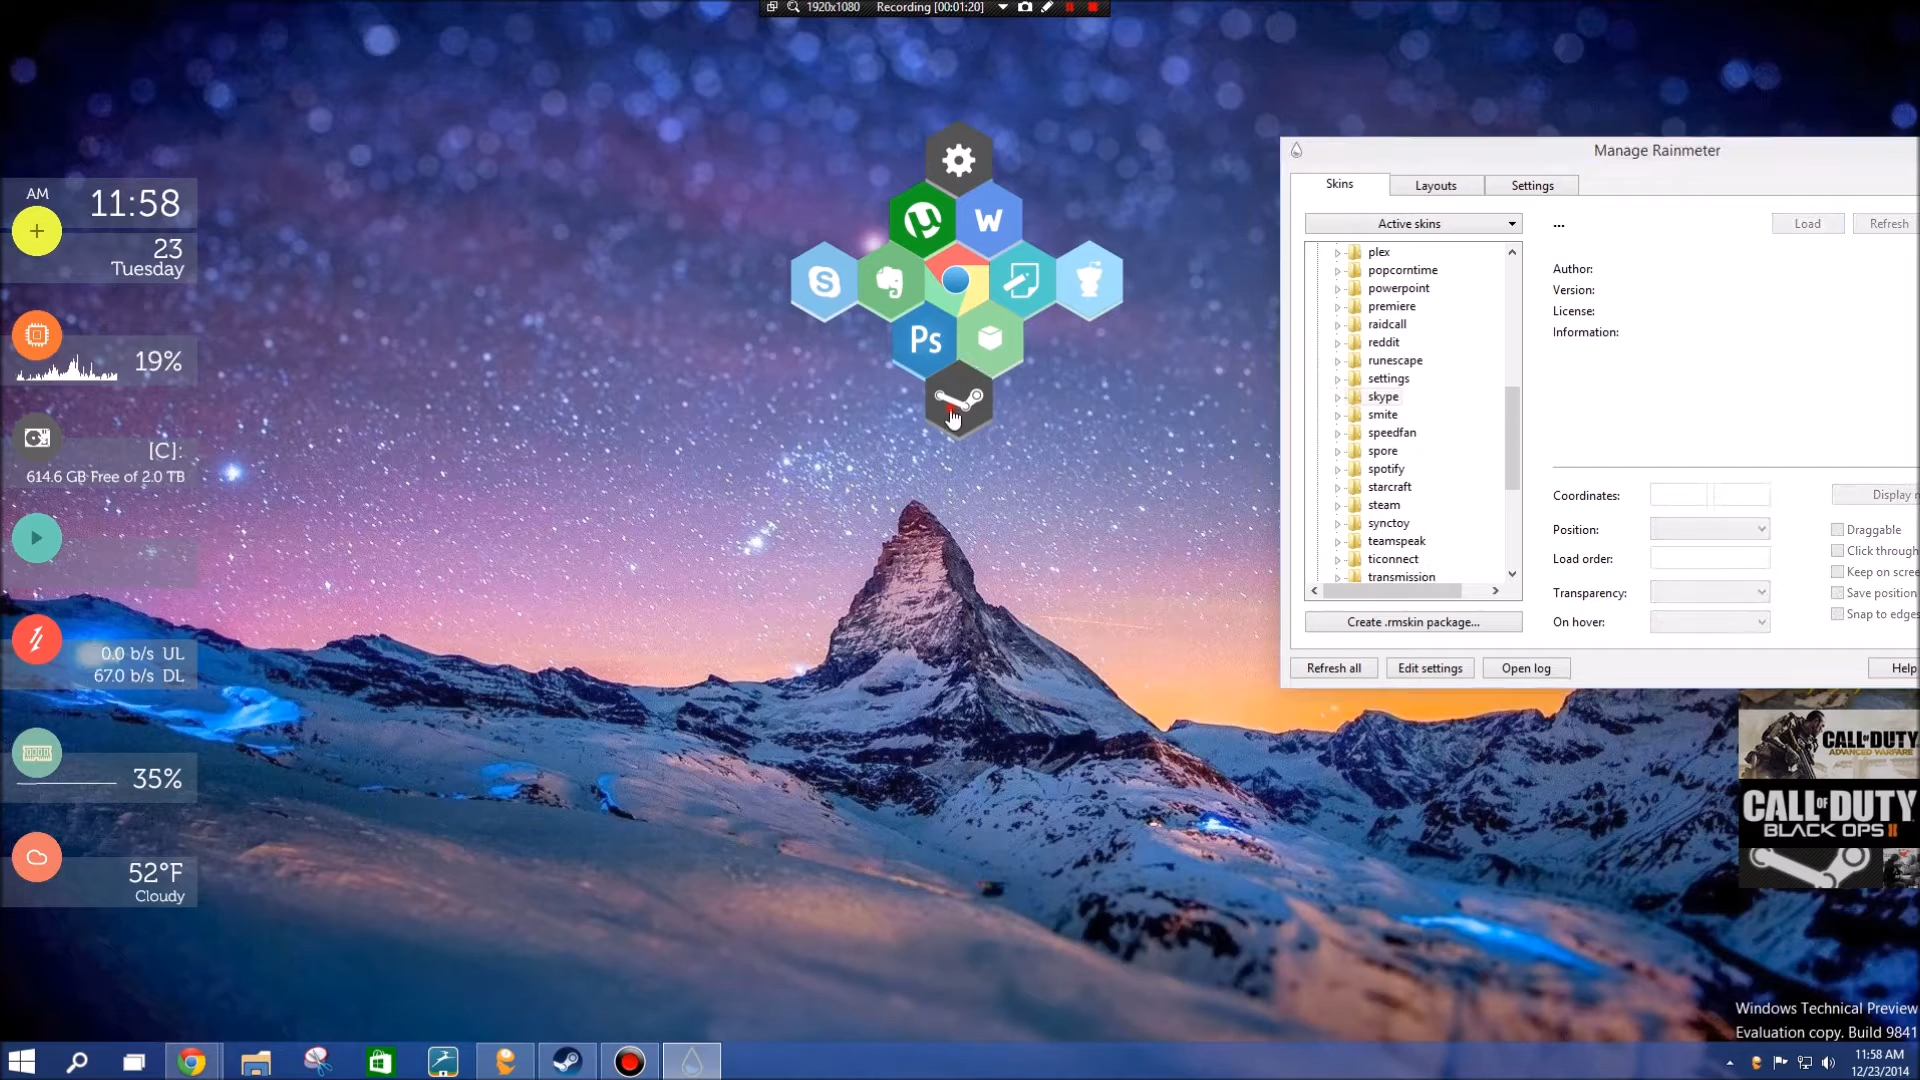 1920x1080
Recording [00:01:20]
AM
11:58
23
Tuesday
19%
[C]:
614.6 GB Free of 2.0 TB
0.0 b/s UL
67.0 b/s DL
35%
52°F
Cloudy
W
Ps
Manage Rainmeter
Skins
Layouts
Settings
Active skins
...
Load
Refresh
plex
popcorntime
powerpoint
premiere
raidcall
reddit
runescape
settings
skype
smite
speedfan
spore
spotify
starcraft
steam
synctoy
teamspeak
ticonnect
transmission
Author:
Version:
License:
Information:
Coordinates:
Display
Position:
Draggable
Click through
Load order:
Keep on scree
Transparency:
Save position
Snap to edges
On hover:
Create .rmskin package...
Refresh all
Edit settings
Open log
Help
CALL OF DUTY
ADVANCED WARFARE
CALL OF DUTY
BLACK OPS II
Windows Technical Preview
Evaluation copy. Build 9841
11:58 AM
12/23/2014